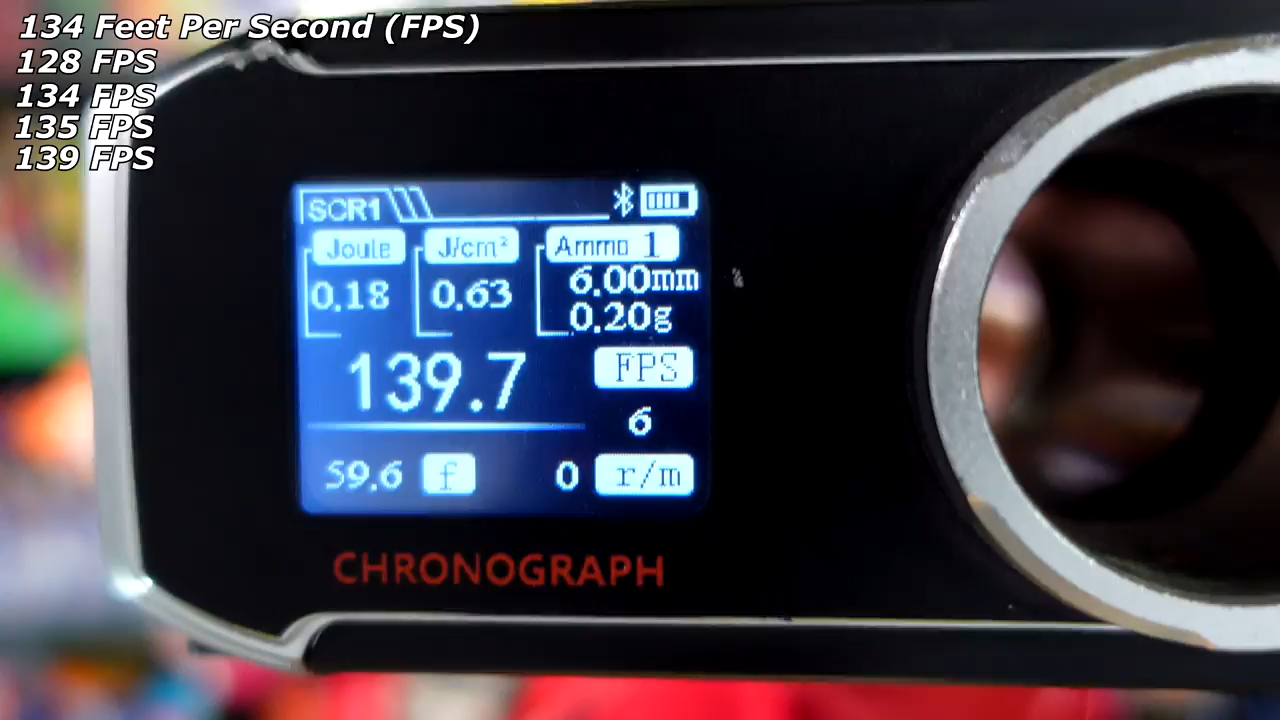 134 Feet Per Second (FPS)
128 FPS
134 FPS
135 FPS
139 FPS
SCR1
Joule J/cm² Ammo 1
0.18 0.63 6.00mm
0.20g
139.7 FPS
6
59.6 f 0 r/m
CHRONOGRAPH